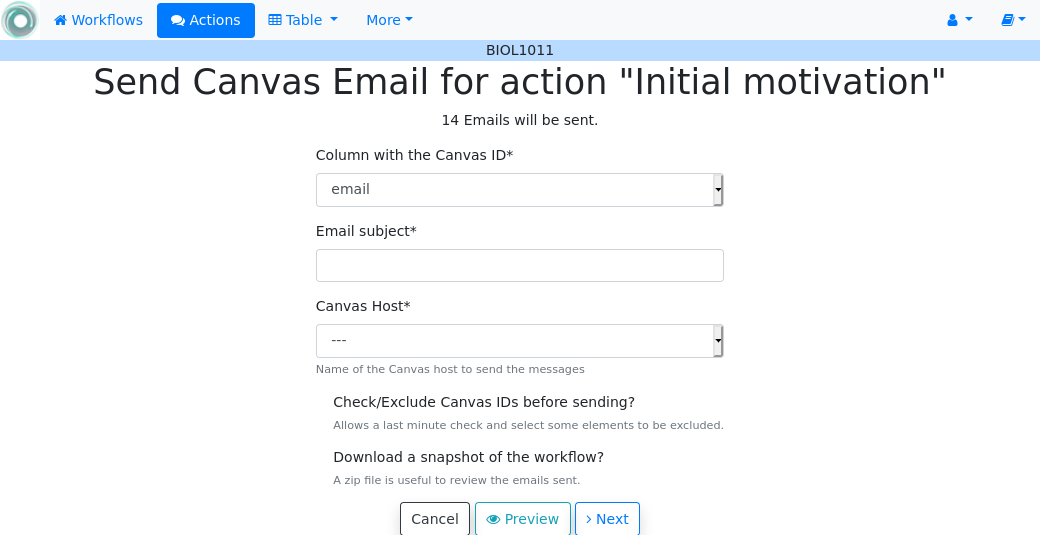 Workflows Actions Table More
BIOL1011
Send Canvas Email for action "Initial motivation"
14 Emails will be sent.
Column with the Canvas ID*
email
Email subject*
Canvas Host*
---
Name of the Canvas host to send the messages
Check/Exclude Canvas IDs before sending?
Allows a last minute check and select some elements to be excluded.
Download a snapshot of the workflow?
A zip file is useful to review the emails sent.
Cancel Preview Next